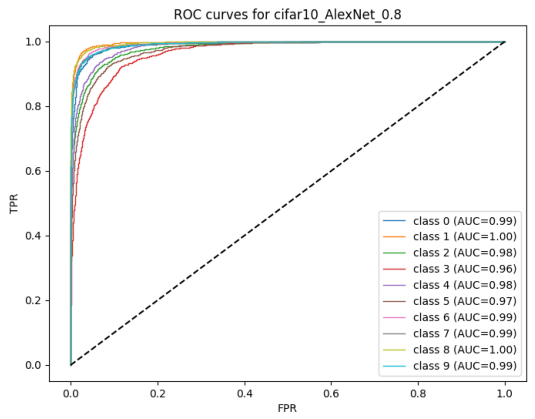 ROC curves for cifar10_AlexNet_0.8
1.0
0.8
0.6
0.4
0.2
0.0
TPR
class 0 (AUC=0.99)
class 1 (AUC=1.00)
class 2 (AUC=0.98)
class 3 (AUC=0.96)
class 4 (AUC=0.98)
class 5 (AUC=0.97)
class 6 (AUC=0.99)
class 7 (AUC=0.99)
class 8 (AUC=1.00)
class 9 (AUC=0.99)
0.0 0.2 0.4 0.6 0.8 1.0
FPR